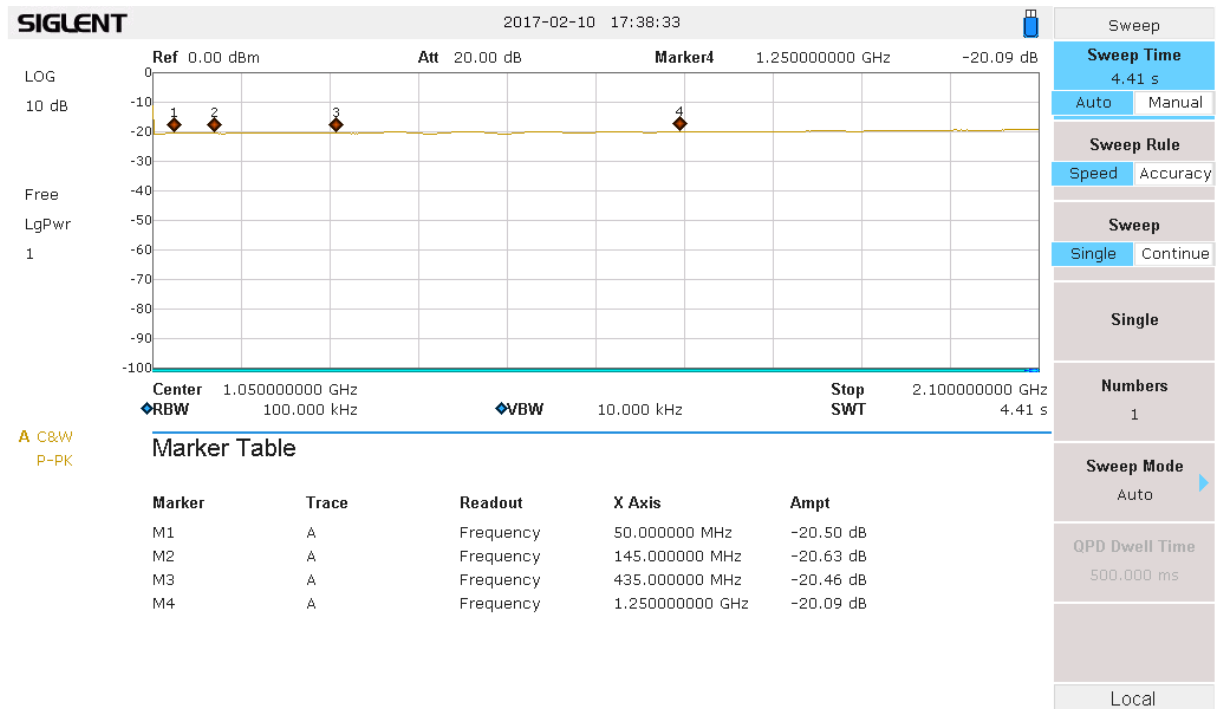 SIGLENT 2017-02-10 17:38:33 Sweep
Ref 0.00 dBm Att 20.00 dB Marker4 1.250000000 GHz -20.09 dB
LOG
10 dB
Free
LgPwr
1
A C&W
P-PK
0
-10
-20
-30
-40
-50
-60
-70
-80
-90
-100
1 2 3 4
Center 1.050000000 GHz Stop 2.100000000 GHz
RBW 100.000 kHz VBW 10.000 kHz SWT 4.41 s
Marker Table
Marker Trace Readout X Axis Ampt
M1 A Frequency 50.000000 MHz -20.50 dB
M2 A Frequency 145.000000 MHz -20.63 dB
M3 A Frequency 435.000000 MHz -20.46 dB
M4 A Frequency 1.250000000 GHz -20.09 dB
Sweep Time
4.41 s
Auto Manual
Sweep Rule
Speed Accuracy
Sweep
Single Continue
Single
Numbers
1
Sweep Mode
Auto
QPD Dwell Time
500.000 ms
Local